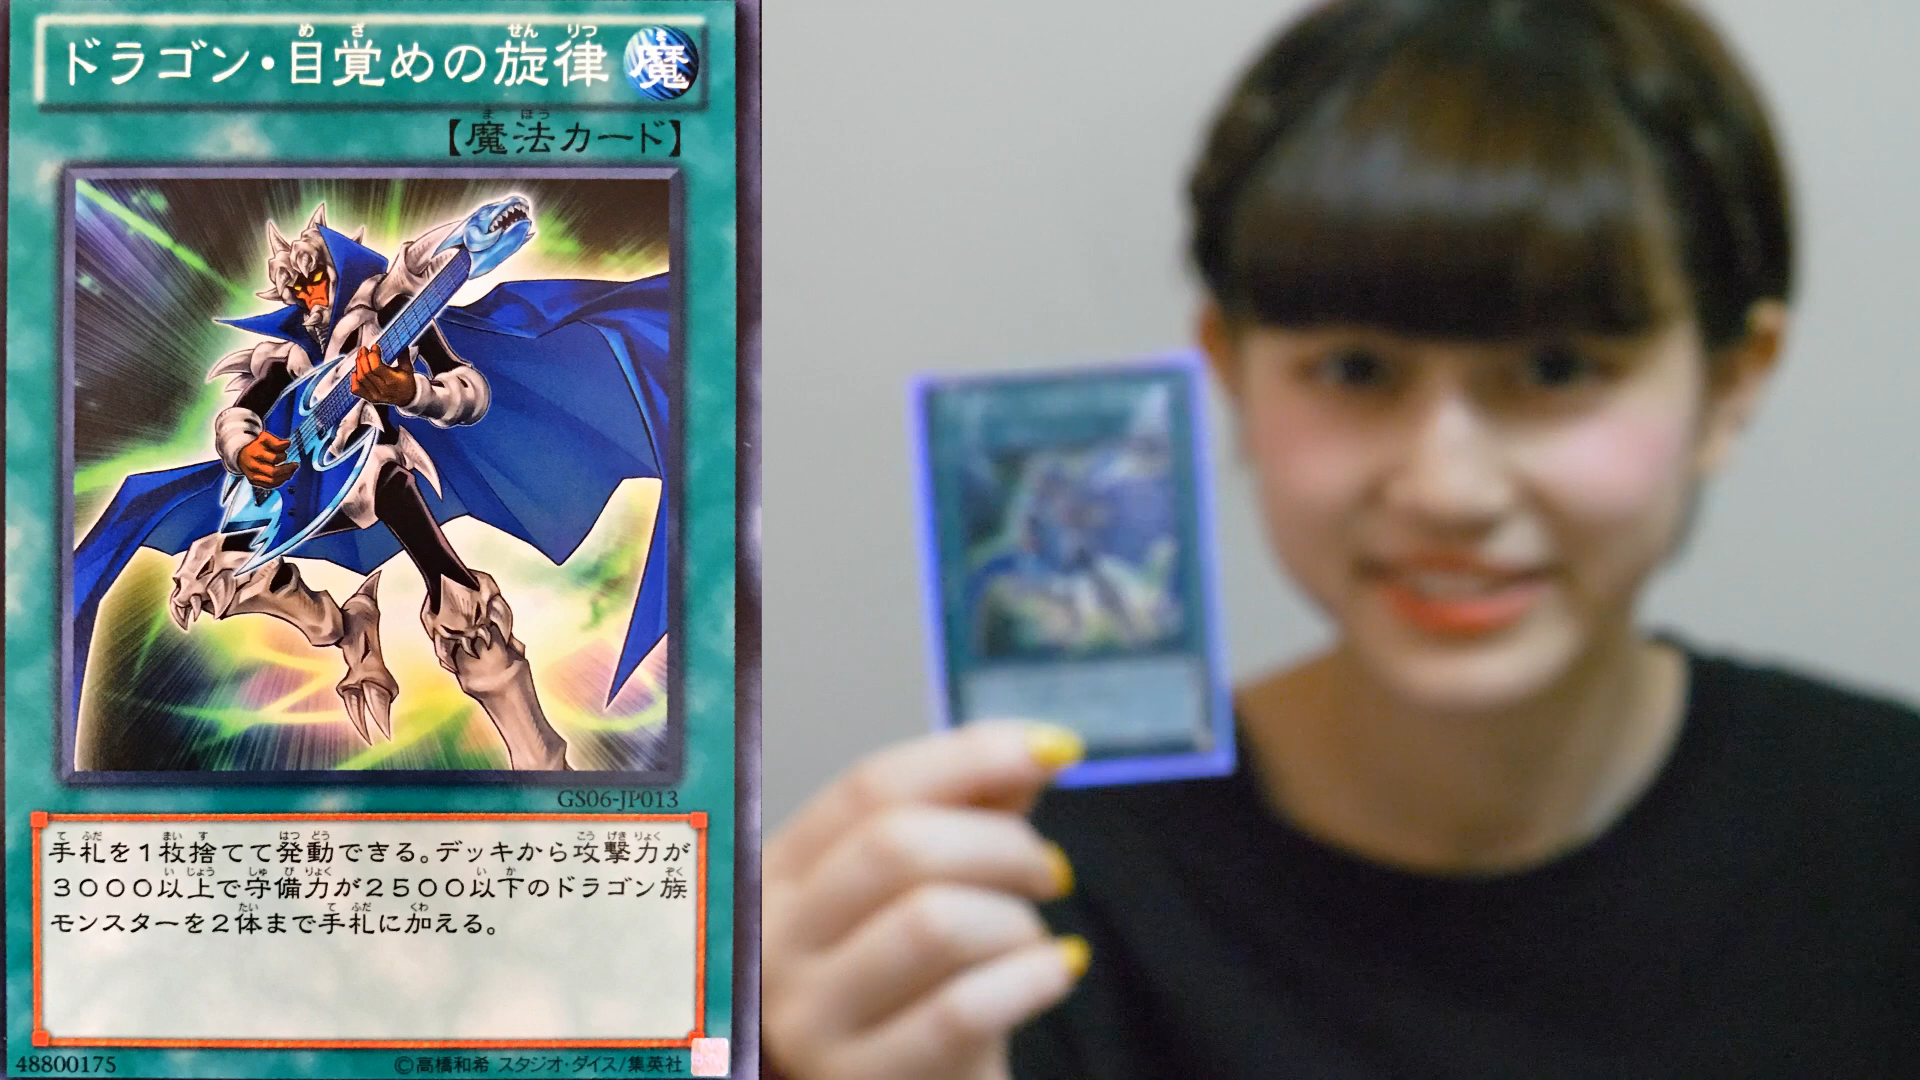 ドラゴン・目覚めの旋律 魔
【魔法カード】
GS06-JP013
手札を1枚捨てて発動できる。デッキから攻撃力が
3000以上で守備力が2500以下のドラゴン族
モンスターを2体まで手札に加える。
48800175 ©高橋和希 スタジオ・ダイス/集英社